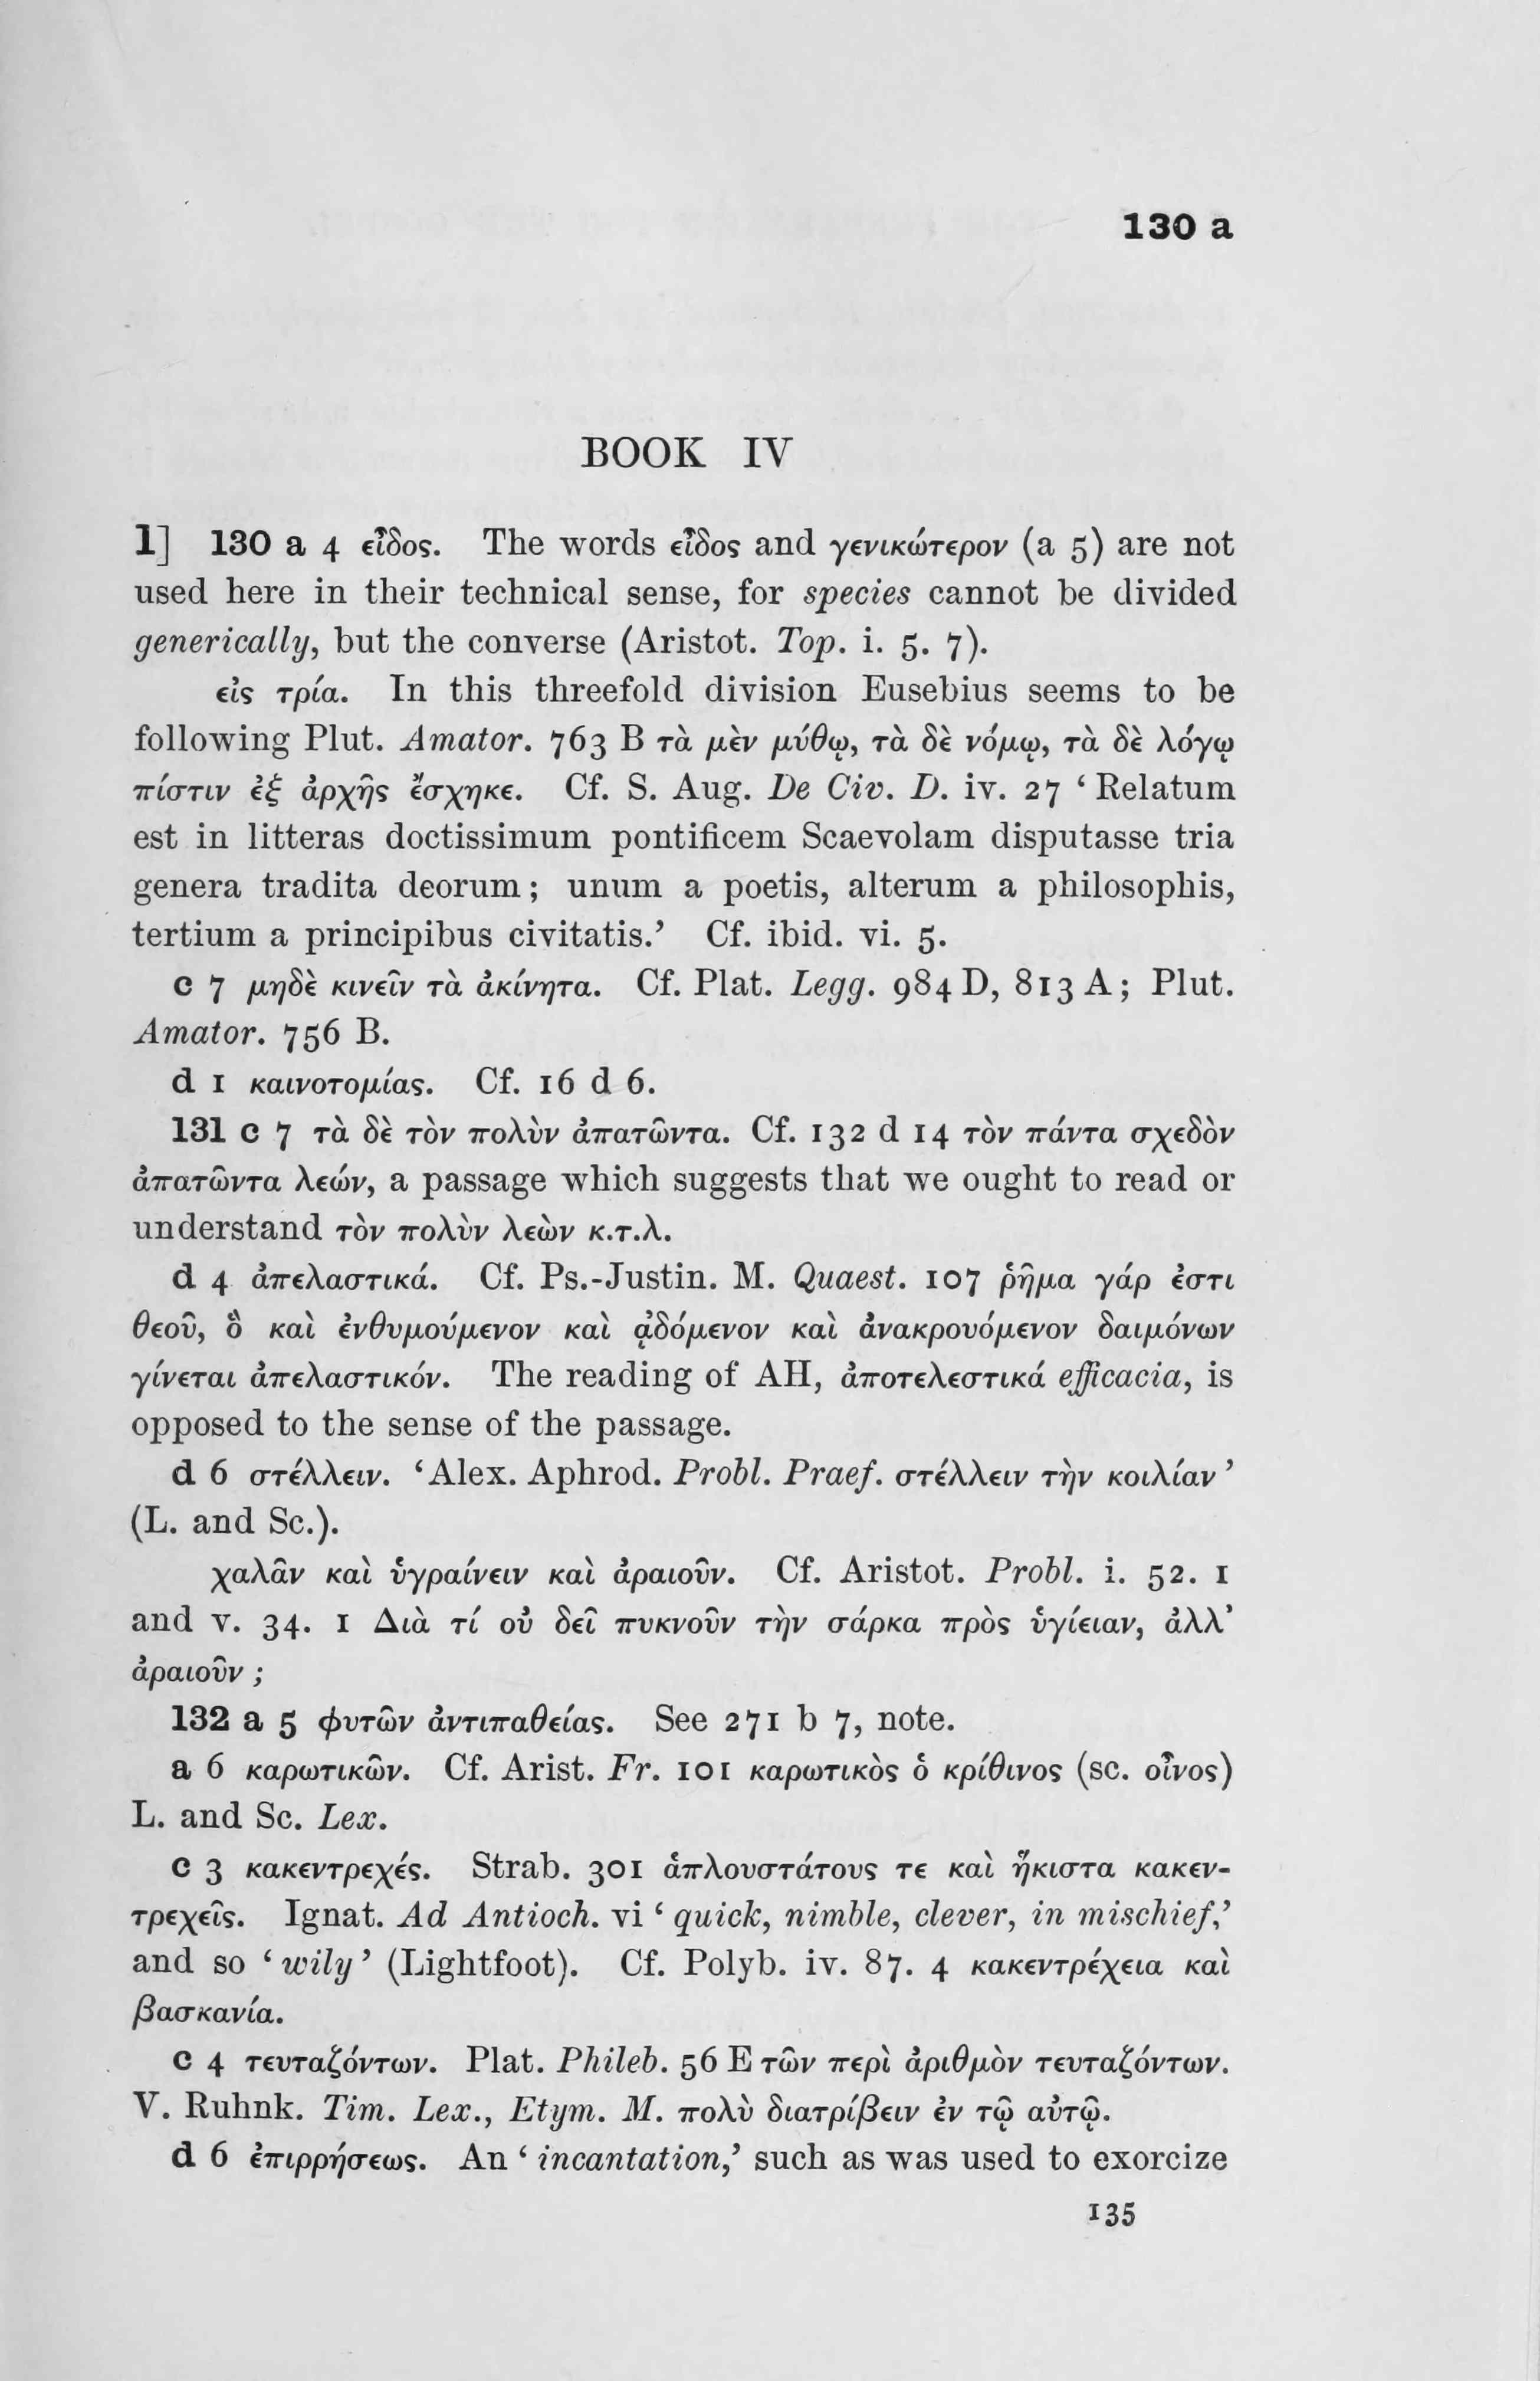 130 a
BOOK IV
1] 130 a 4 εἶδος. The words εἶδος and γενικώτερον (a 5) are not
used here in their technical sense, for species cannot be divided
generically, but the converse (Aristot. Top. i. 5. 7).
εἰς τρία. In this threefold division Eusebius seems to be
following Plut. Amator. 763 B τὰ μὲν μύθῳ, τὰ δὲ νόμῳ, τὰ δὲ λόγῳ
πίστιν ἐξ ἀρχῆς ἔσχηκε. Cf. S. Aug. De Civ. D. iv. 27 ‘Relatum
est in litteras doctissimum pontificem Scaevolam disputasse tria
genera tradita deorum; unum a poetis, alterum a philosophis,
tertium a principibus civitatis.’ Cf. ibid. vi. 5.
c 7 μηδὲ κινεῖν τὰ ἀκίνητα. Cf. Plat. Legg. 984 D, 813 A; Plut.
Amator. 756 B.
d 1 καινοτομίας. Cf. 16 d 6.
131 c 7 τὰ δὲ τὸν πολὺν ἀπατῶντα. Cf. 132 d 14 τὸν πάντα σχεδὸν
ἀπατῶντα λεών, a passage which suggests that we ought to read or
understand τὸν πολὺν λεὼν κ.τ.λ.
d 4 ἀπελαστικά. Cf. Ps.-Justin. M. Quaest. 107 ῥῆμα γάρ ἐστι
θεοῦ, ὃ καὶ ἐνθυμούμενον καὶ ᾀδόμενον καὶ ἀνακρουόμενον δαιμόνων
γίνεται ἀπελαστικόν. The reading of AH, ἀποτελεστικά efficacia, is
opposed to the sense of the passage.
d 6 στέλλειν. ‘Alex. Aphrod. Probl. Praef. στέλλειν τὴν κοιλίαν’
(L. and Sc.).
χαλᾶν καὶ ὑγραίνειν καὶ ἀραιοῦν. Cf. Aristot. Probl. i. 52. 1
and v. 34. 1 Διὰ τί οὐ δεῖ πυκνοῦν τὴν σάρκα πρὸς ὑγίειαν, ἀλλ’
ἀραιοῦν;
132 a 5 φυτῶν ἀντιπαθείας. See 271 b 7, note.
a 6 καρωτικῶν. Cf. Arist. Fr. 101 καρωτικὸς ὁ κρίθινος (sc. οἶνος)
L. and Sc. Lex.
c 3 κακεντρεχές. Strab. 301 ἁπλουστάτους τε καὶ ἥκιστα κακεν-
τρεχεῖς. Ignat. Ad Antioch. vi ‘quick, nimble, clever, in mischief,’
and so ‘wily’ (Lightfoot). Cf. Polyb. iv. 87. 4 κακεντρέχεια καὶ
βασκανία.
c 4 τευταζόντων. Plat. Phileb. 56 E τῶν περὶ ἀριθμὸν τευταζόντων.
V. Ruhnk. Tim. Lex., Etym. M. πολὺ διατρίβειν ἐν τῷ αὐτῷ.
d 6 ἐπιρρήσεως. An ‘incantation,’ such as was used to exorcize
135